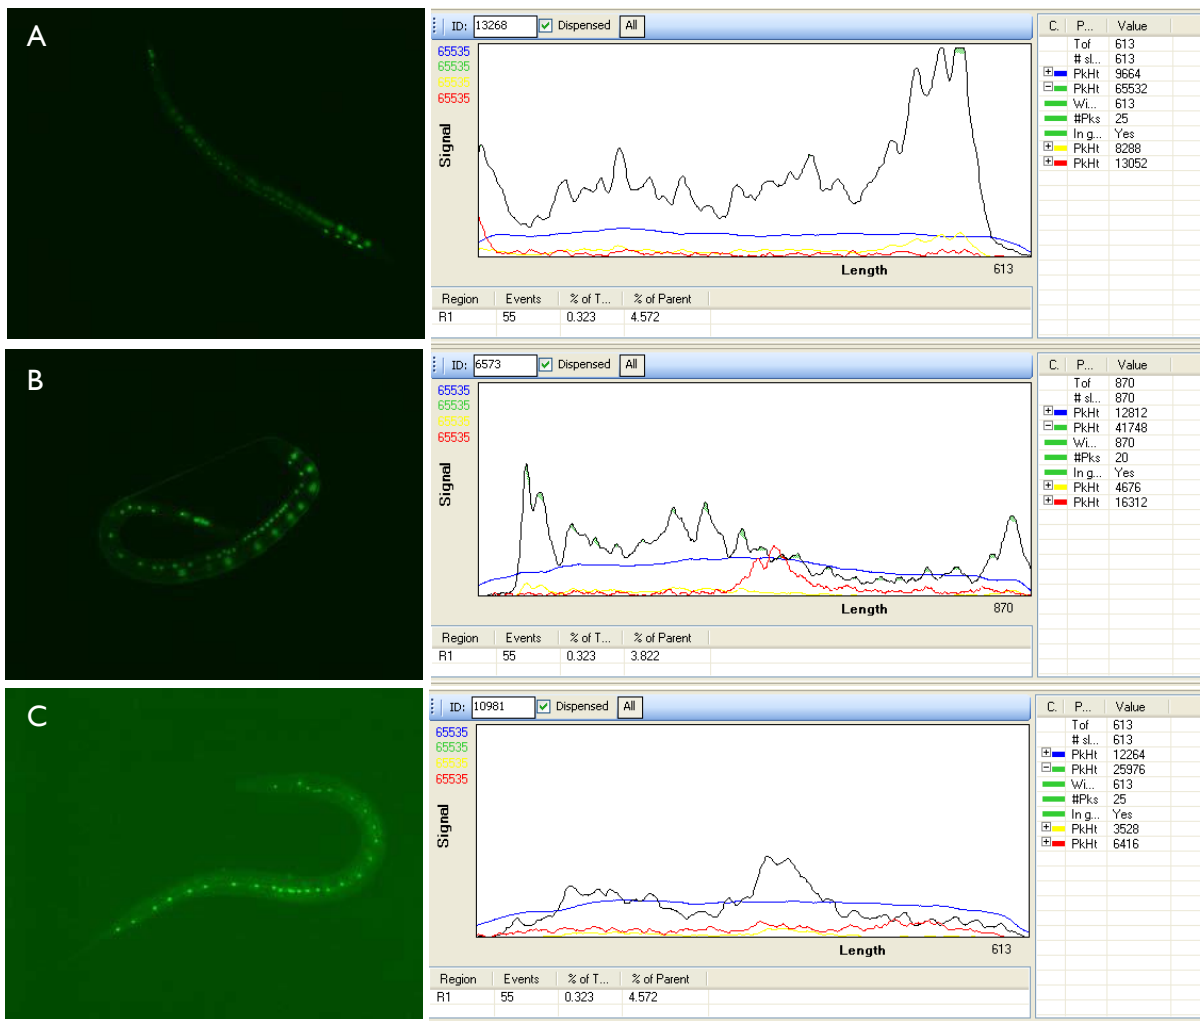 A
ID: 13268 Dispensed All
65535
65535
65535
65535
Signal
Length 613
Region Events % of T... % of Parent
R1 55 0.323 4.572
C. P... Value
Tof 613
# sl... 613
PkHt 9664
PkHt 65532
Wi... 613
#Pks 25
In g... Yes
PkHt 8288
PkHt 13052
B
ID: 6573 Dispensed All
65535
65535
65535
65535
Signal
Length 870
Region Events % of T... % of Parent
R1 55 0.323 3.822
C. P... Value
Tof 870
# sl... 870
PkHt 12812
PkHt 41748
Wi... 870
#Pks 20
In g... Yes
PkHt 4676
PkHt 16312
C
ID: 10981 Dispensed All
65535
65535
65535
65535
Signal
Length 613
Region Events % of T... % of Parent
R1 55 0.323 4.572
C. P... Value
Tof 613
# sl... 613
PkHt 12264
PkHt 25976
Wi... 613
#Pks 25
In g... Yes
PkHt 3528
PkHt 6416